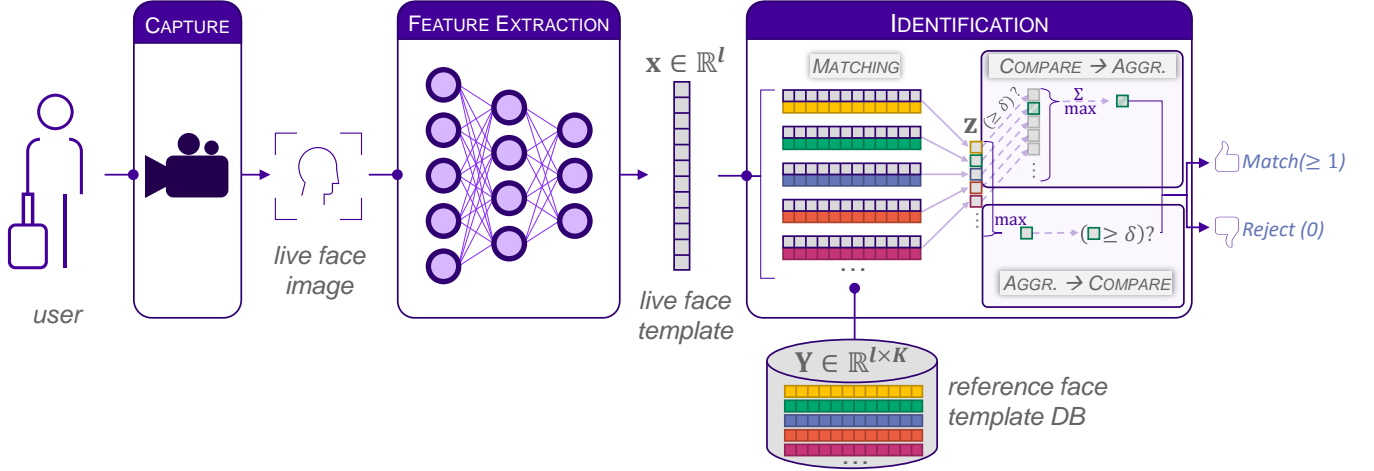 CAPTURE
FEATURE EXTRACTION
IDENTIFICATION
user
live face
image
𝐱 ∈ ℝ^𝒍
live face
template
MATCHING
...
𝐳
COMPARE → AGGR.
(≥ δ)?
Σ
max
⋮
⋮
max
(≥ δ)?
AGGR. → COMPARE
Match(≥ 1)
Reject (0)
𝐘 ∈ ℝ^𝒍×𝑲
...
reference face
template DB